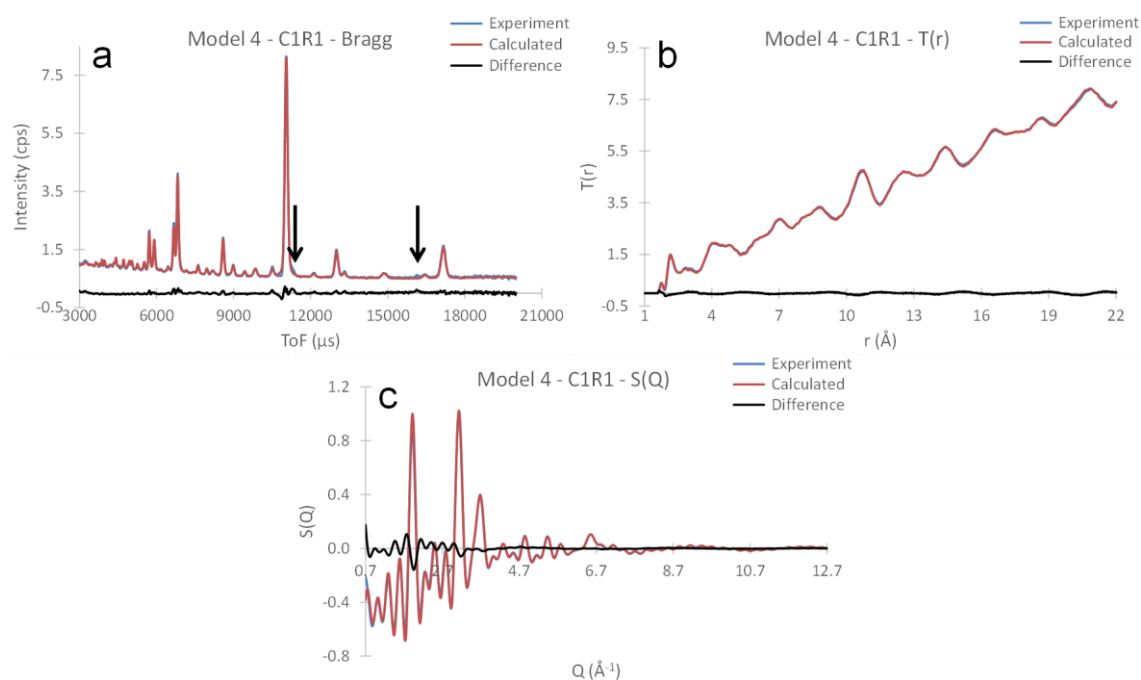 a
Model 4 - C1R1 - Bragg
Experiment
Calculated
Difference
Intensity (cps)
7.5
5.5
3.5
1.5
-0.5
3000 6000 9000 12000 15000 18000 21000
ToF (μs)
b
Model 4 - C1R1 - T(r)
Experiment
Calculated
Difference
T(r)
9.5
7.5
5.5
3.5
1.5
-0.5
1 4 7 10 13 16 19 22
r (Å)
C
Model 4 - C1R1 - S(Q)
Experiment
Calculated
Difference
S(Q)
1.2
0.8
0.4
0.0
-0.4
-0.8
0.7 2.7 4.7 6.7 8.7 10.7 12.7
Q (Å⁻¹)